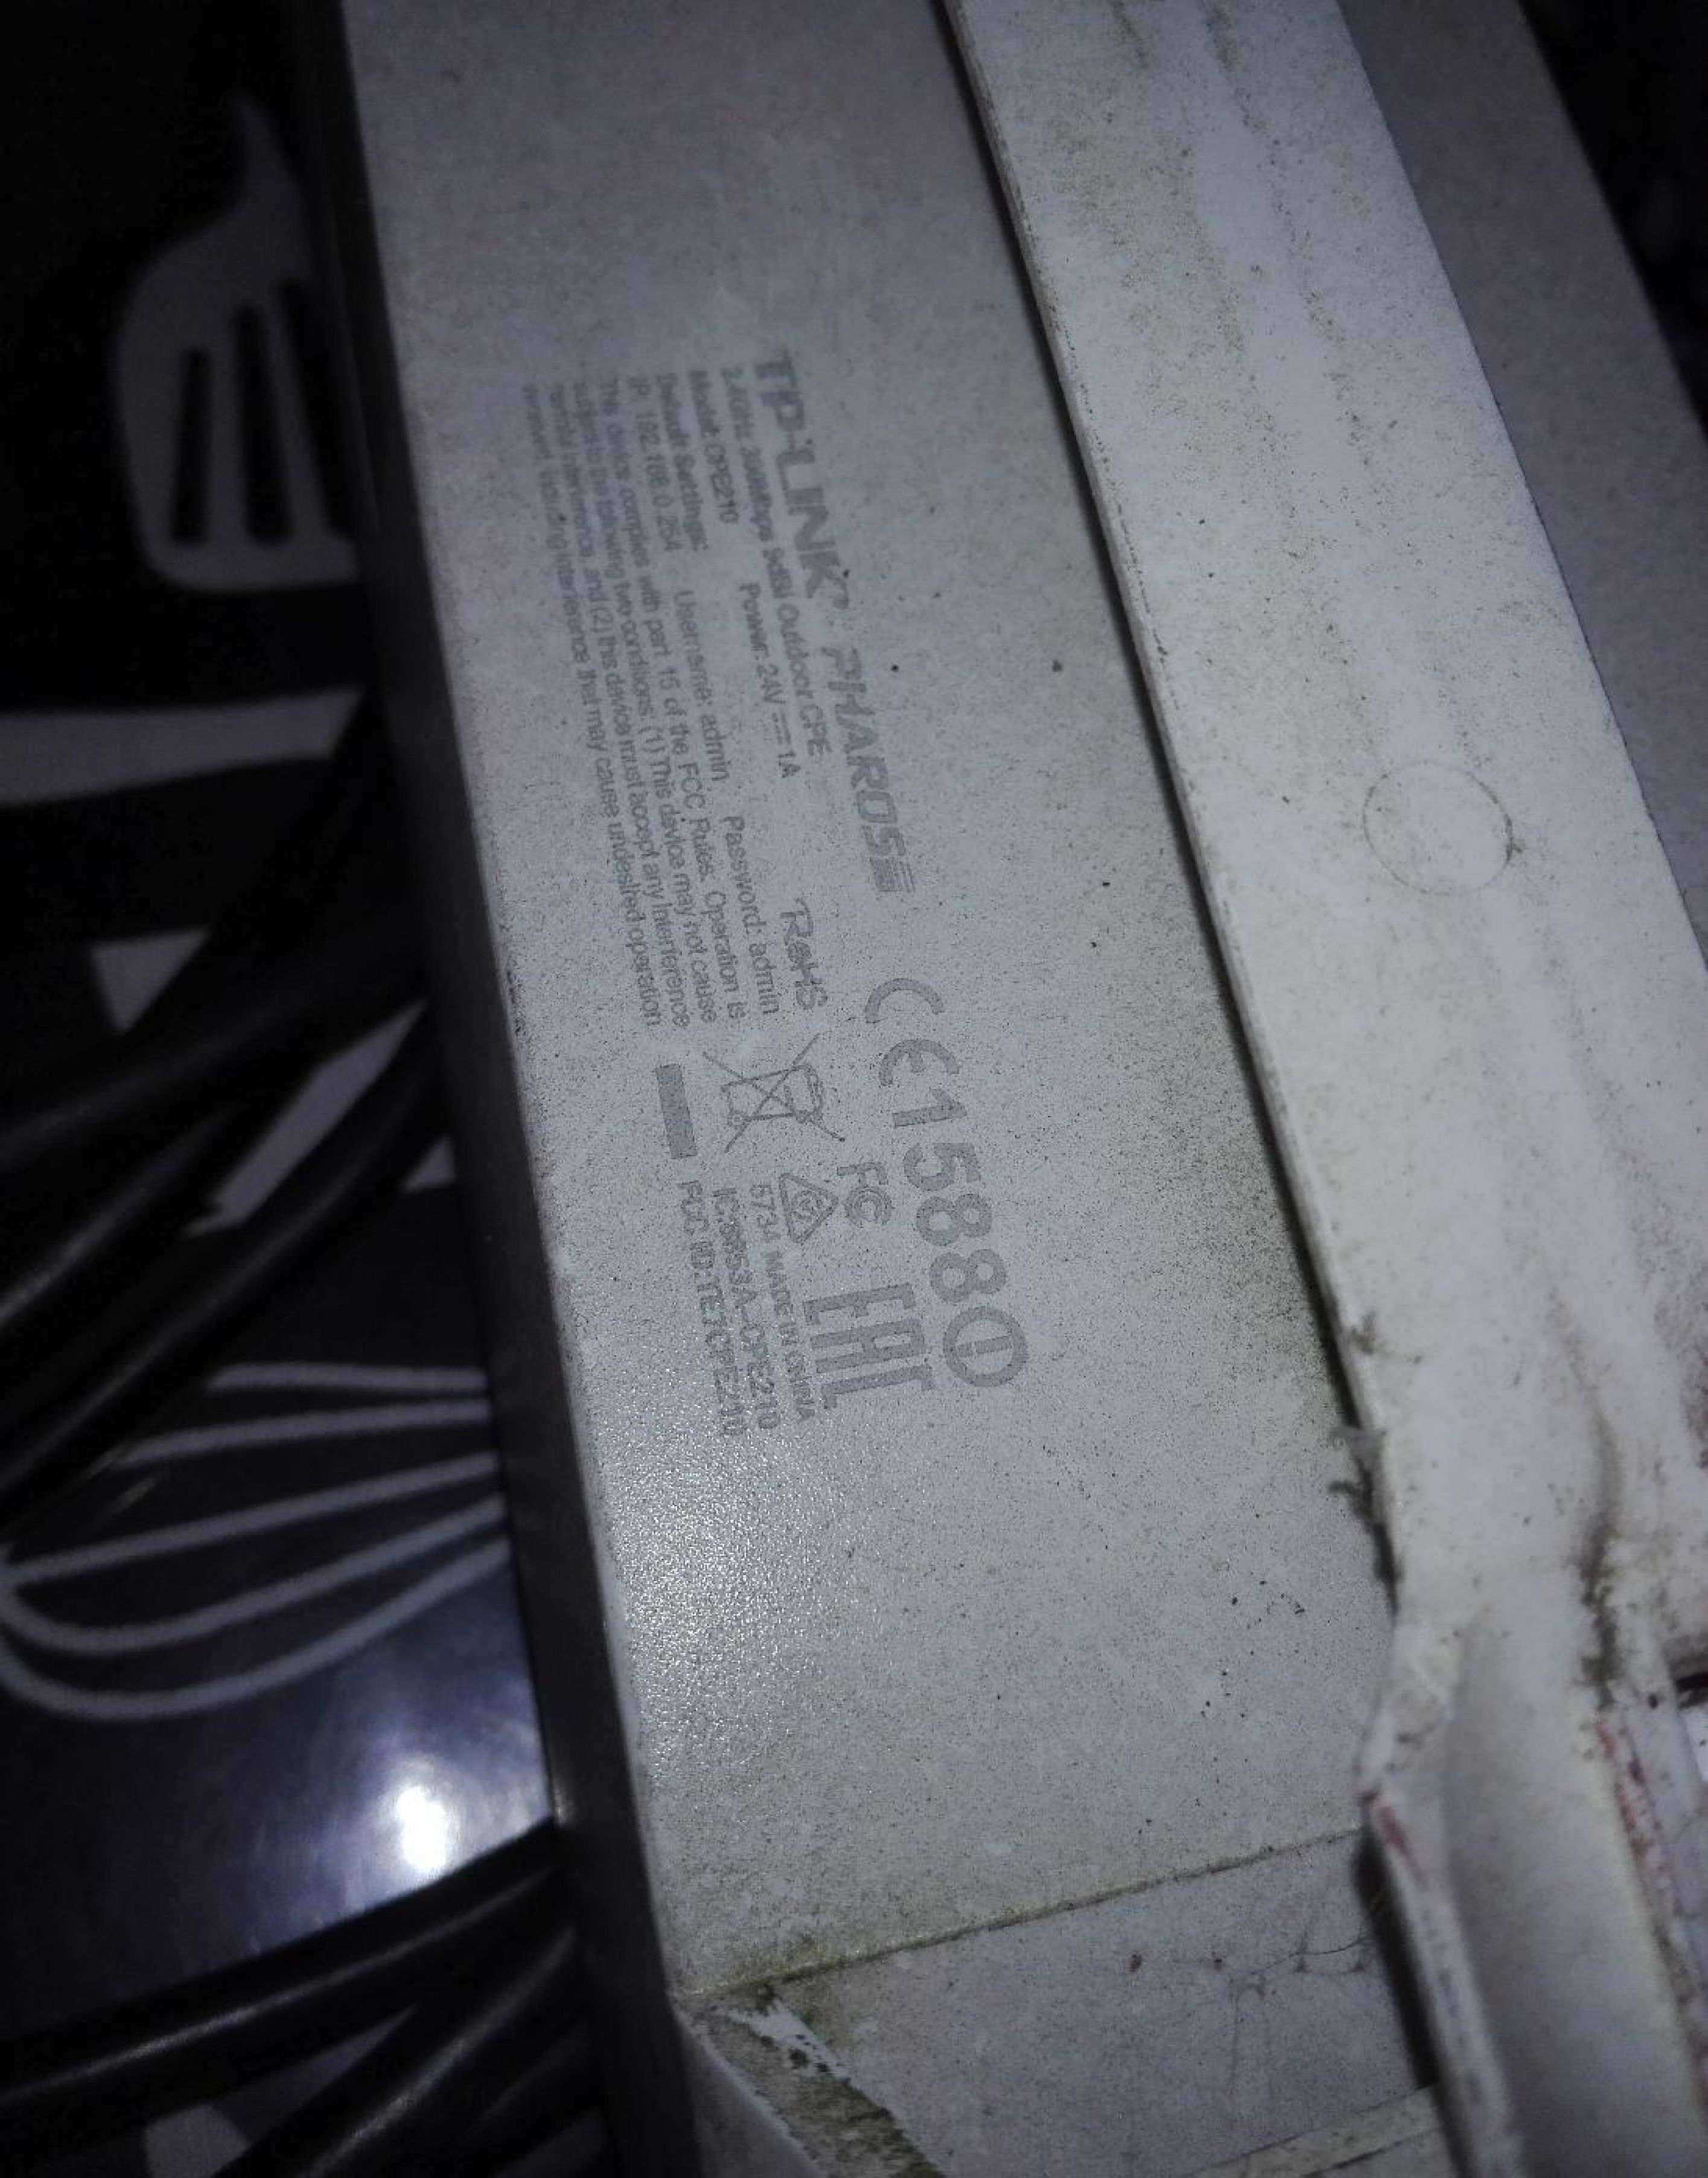 TP-LINK® PHAROS
2.4GHz 300Mbps 9dBi Outdoor CPE
Model: CPE210 Power: 24V ⎓ 1A
Default Settings:
IP: 192.168.0.254 Username: admin Password: admin
This device complies with part 15 of the FCC Rules. Operation is
subject to the following two conditions: (1) This device may not cause
harmful interference, and (2) this device must accept any interference
received, including interference that may cause undesired operation.
RoHS
CE1588
FC EAC
5734 MADE IN CHINA
IC:8853A-CPE210
FCC ID:TE7CPE210